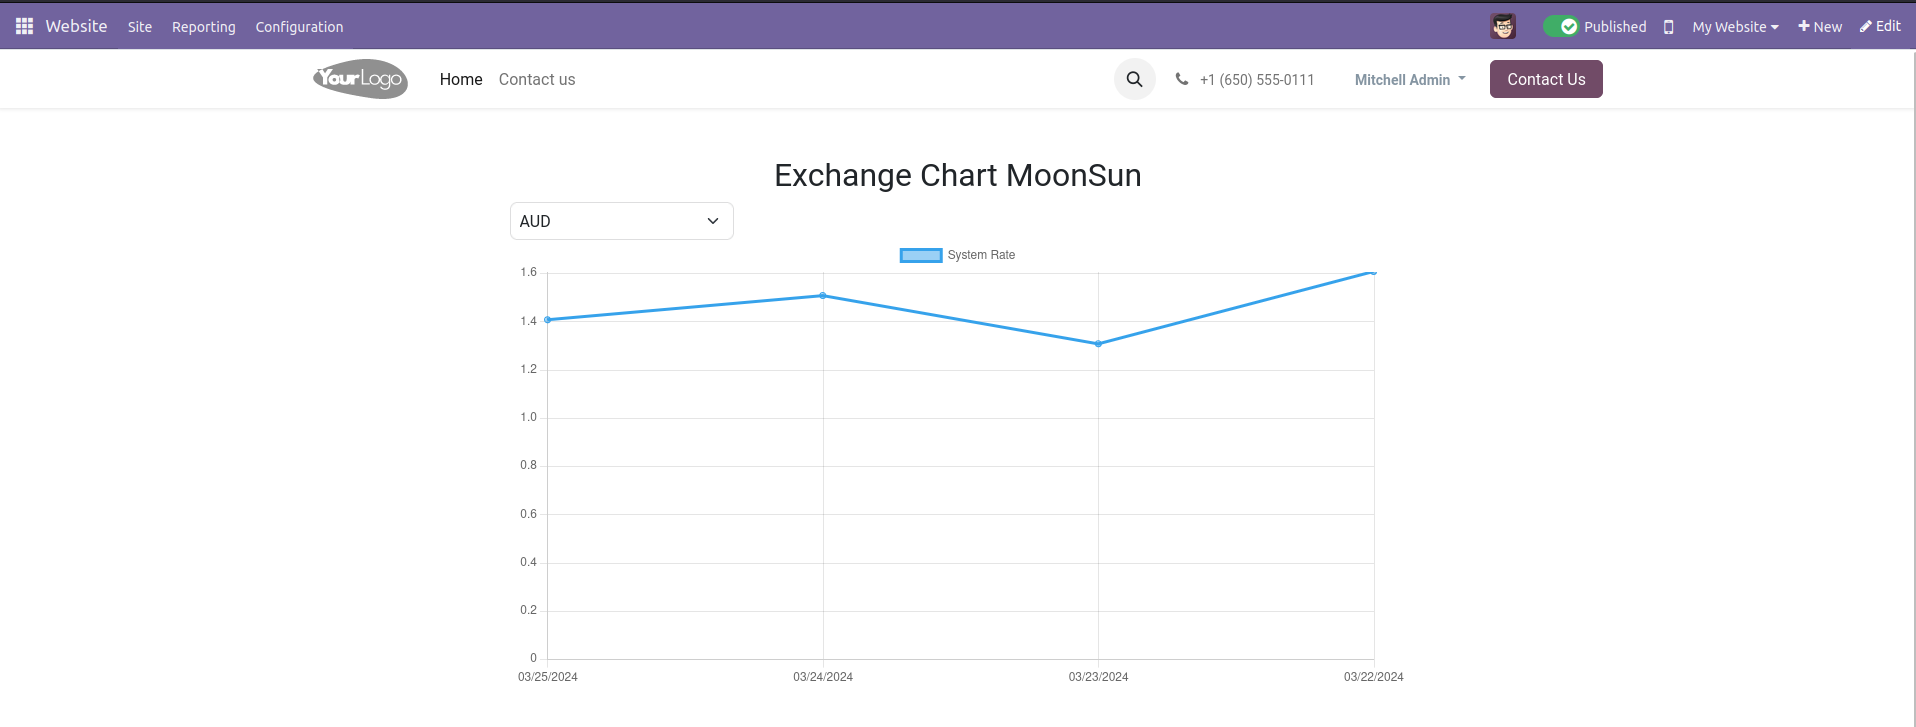 Website Site Reporting Configuration Published My Website New Edit
YourLogo Home Contact us +1 (650) 555-0111 Mitchell Admin Contact Us
Exchange Chart MoonSun
AUD
System Rate
1.6
1.4
1.2
1.0
0.8
0.6
0.4
0.2
0
03/25/2024 03/24/2024 03/23/2024 03/22/2024